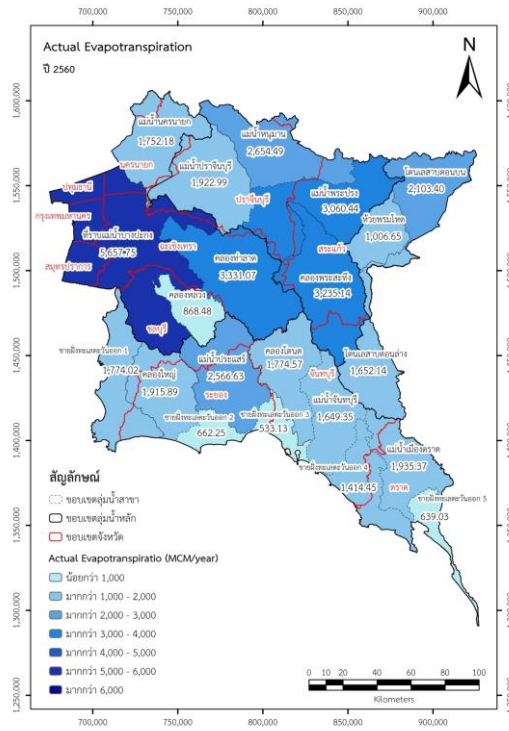 700,000
750,000
800,000
850,000
900,000
Actual Evapotranspiration
ปี 2560
N
1,600,000
1,550,000
1,500,000
1,450,000
1,400,000
1,350,000
1,300,000
1,250,000
แม่น้ำนครนายก
1,752.18
นครนายก
แม่น้ำหนุมาน
2,654.49
แม่น้ำปราจีนบุรี
1,922.99
ปราจีนบุรี
โตนเลสาบตอนบน
2,103.40
แม่น้ำพระปรง
3,060.44
ห้วยพรมโหด
1,006.65
ปทุมธานี
กรุงเทพมหานคร
ที่ราบแม่น้ำบางปะกง
5,657.75
สมุทรปราการ
ฉะเชิงเทรา
คลองท่าลาด
3,331.07
สระแก้ว
คลองพระสะทึง
3,235.14
คลองหลวง
868.48
ชลบุรี
ชายฝั่งทะเลตะวันออก 1
1,774.02
คลองใหญ่
1,915.89
แม่น้ำประแสร์
2,566.63
ระยอง
คลองโตนด
1,774.57
จันทบุรี
โตนเลสาบตอนล่าง
1,652.14
แม่น้ำจันทบุรี
1,649.35
ชายฝั่งทะเลตะวันออก 2
662.25
ชายฝั่งทะเลตะวันออก 3
533.13
ชายฝั่งทะเลตะวันออก 4
1,414.45
แม่น้ำเมืองตราด
1,935.37
ตราด
ชายฝั่งทะเลตะวันออก 5
639.03
สัญลักษณ์
ขอบเขตลุ่มน้ำสาขา
ขอบเขตลุ่มน้ำหลัก
ขอบเขตจังหวัด
Actual Evapotranspiratio (MCM/year)
น้อยกว่า 1,000
มากกว่า 1,000 - 2,000
มากกว่า 2,000 - 3,000
มากกว่า 3,000 - 4,000
มากกว่า 4,000 - 5,000
มากกว่า 5,000 - 6,000
มากกว่า 6,000
0 10 20 40 60 80 100
Kilometers
700,000
750,000
800,000
850,000
900,000